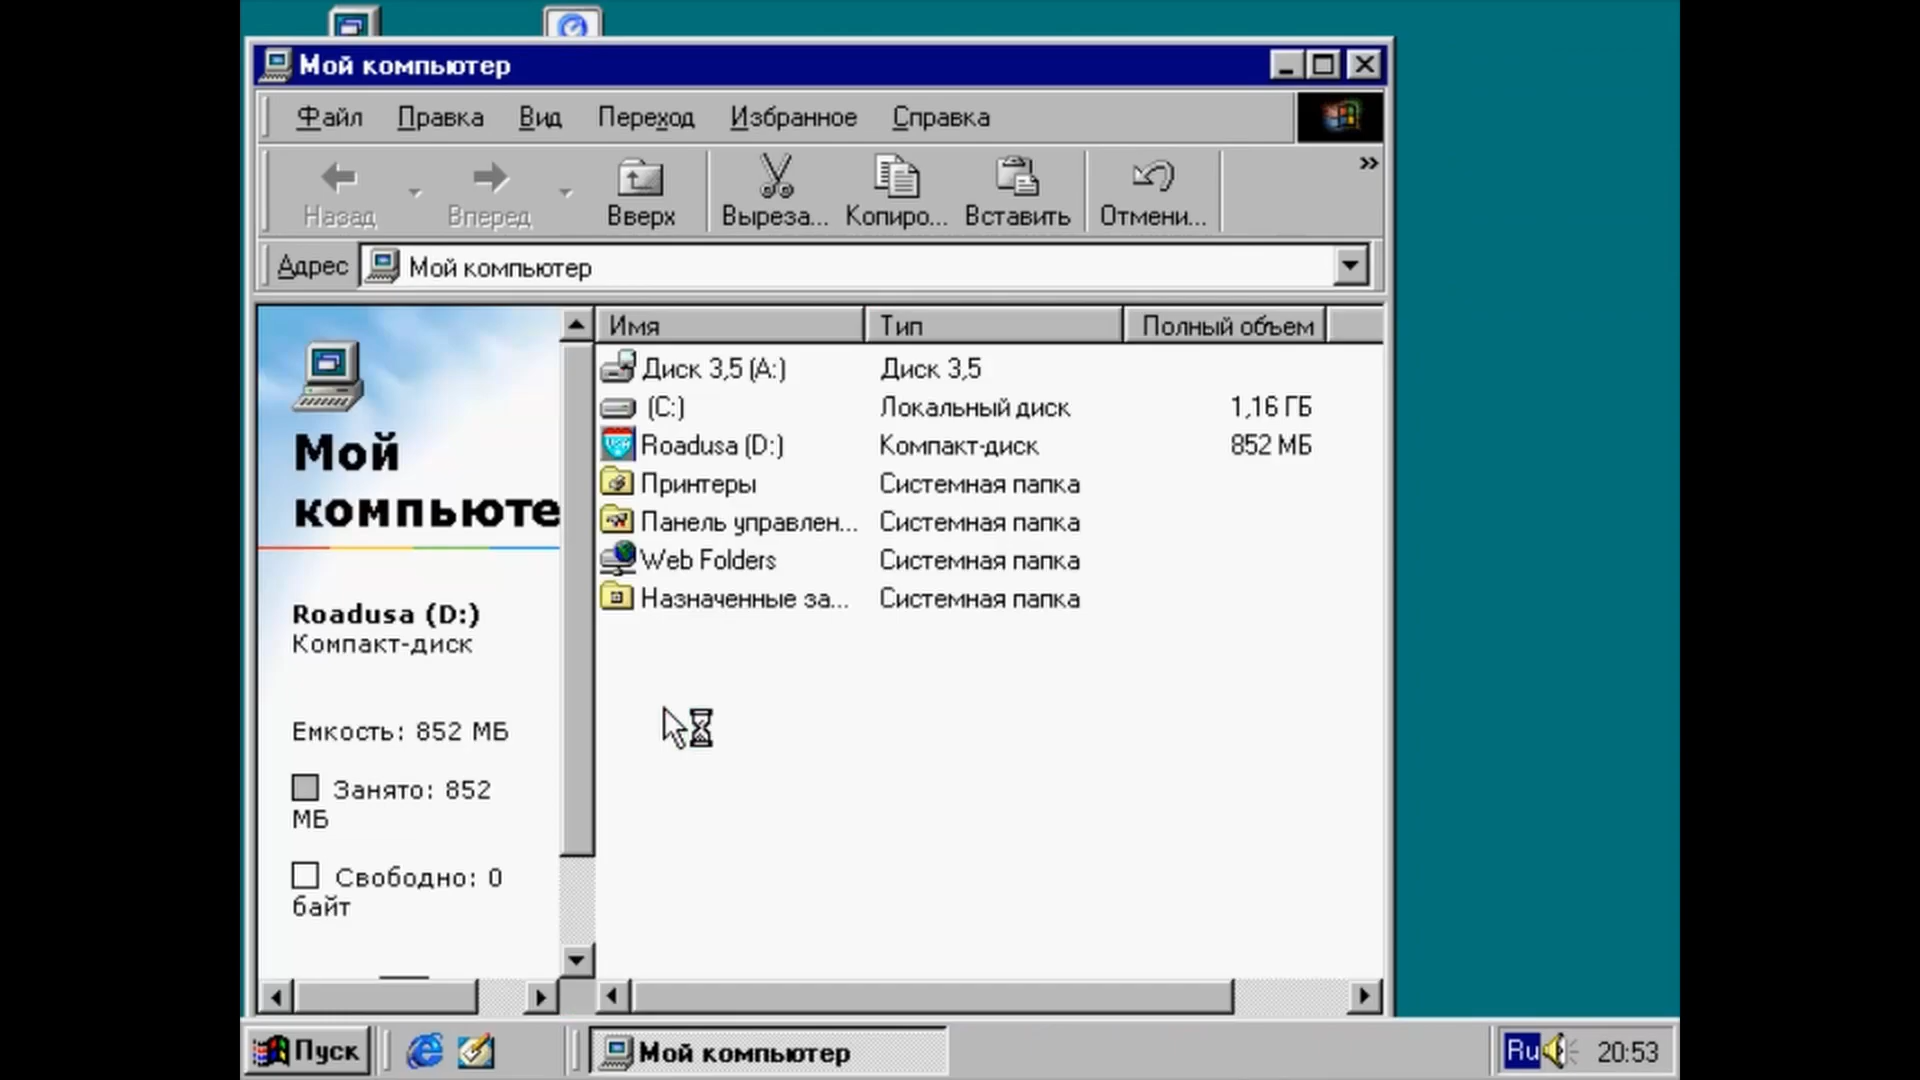 Мой компьютер
Файл Правка Вид Переход Избранное Справка
Назад Вперед Вверх Выреза... Копиро... Вставить Отмени... »
Адрес Мой компьютер
Имя Тип Полный объем
Диск 3,5 (A:) Диск 3,5
(C:) Локальный диск 1,16 ГБ
Roadusa (D:) Компакт-диск 852 МБ
Принтеры Системная папка
Панель управлен... Системная папка
Web Folders Системная папка
Назначенные за... Системная папка
Мой
компьюте
Roadusa (D:)
Компакт-диск
Емкость: 852 МБ
Занято: 852
МБ
Свободно: 0
байт
Пуск Мой компьютер Ru 20:53